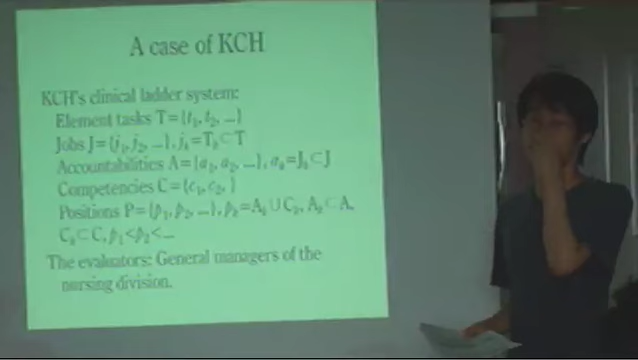 A case of KCH
KCH's clinical ladder system:
Element tasks T={t₁, t₂, ...}
Jobs J={j₁, j₂, ...}, jₖ=Tₖ⊂T
Accountabilities A={a₁, a₂, ...}, aₖ=Jₖ⊂J
Competencies C={c₁, c₂, }
Positions P={p₁, p₂, ...}, pₖ=Aₖ∪Cₖ, Aₖ⊂A,
Cₖ⊂C, p₁<p₂<...
The evaluators: General managers of the
nursing division.